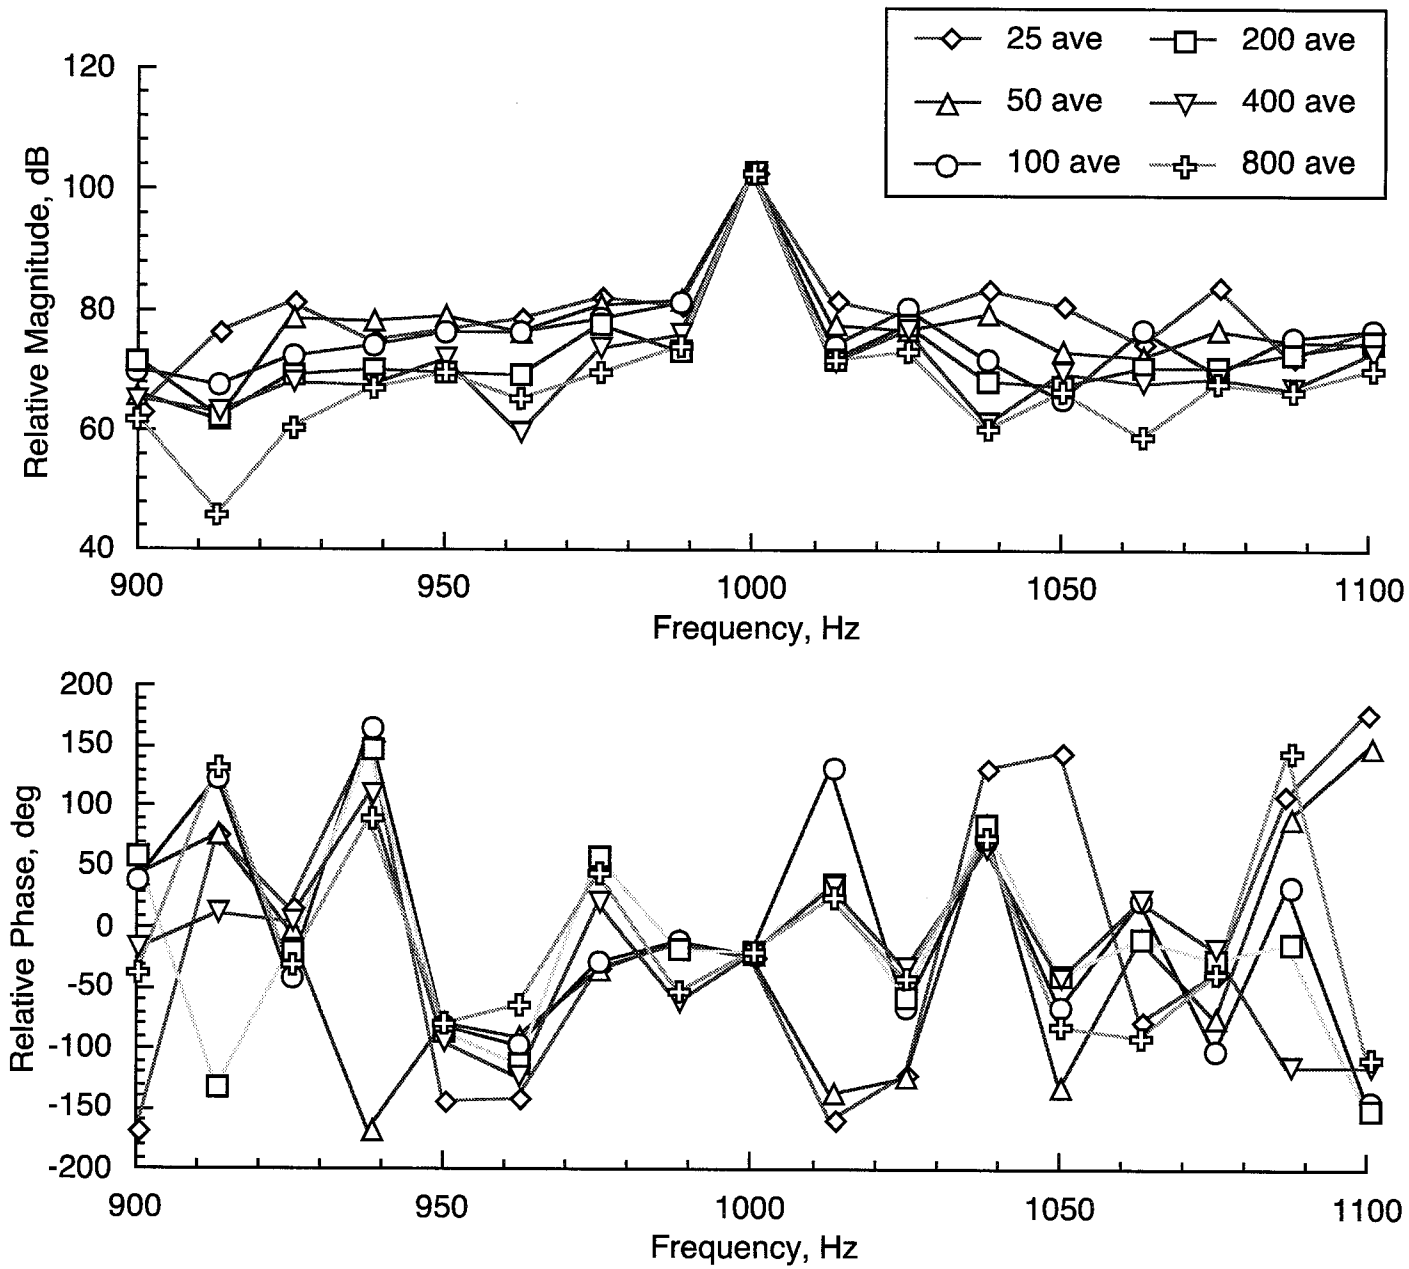 25 ave 200 ave
50 ave 400 ave
100 ave 800 ave
Relative Magnitude, dB
120
100
80
60
40
900 950 1000 1050 1100
Frequency, Hz
Relative Phase, deg
200
150
100
50
0
-50
-100
-150
-200
900 950 1000 1050 1100
Frequency, Hz